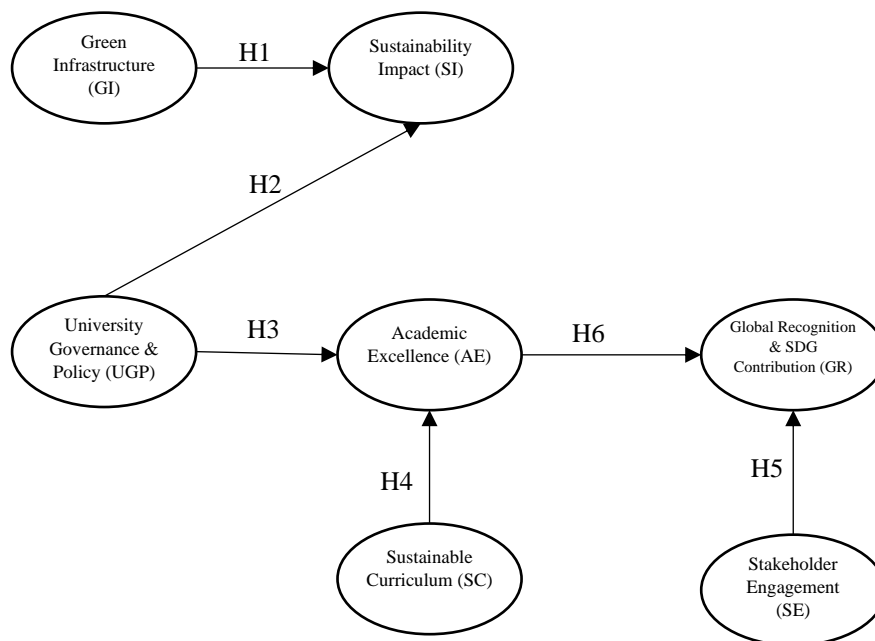 Green
Infrastructure
(GI)
H1
Sustainability
Impact (SI)
H2
University
Governance &
Policy (UGP)
H3
Academic
Excellence (AE)
H6
Global Recognition
& SDG
Contribution (GR)
H4
H5
Sustainable
Curriculum (SC)
Stakeholder
Engagement
(SE)